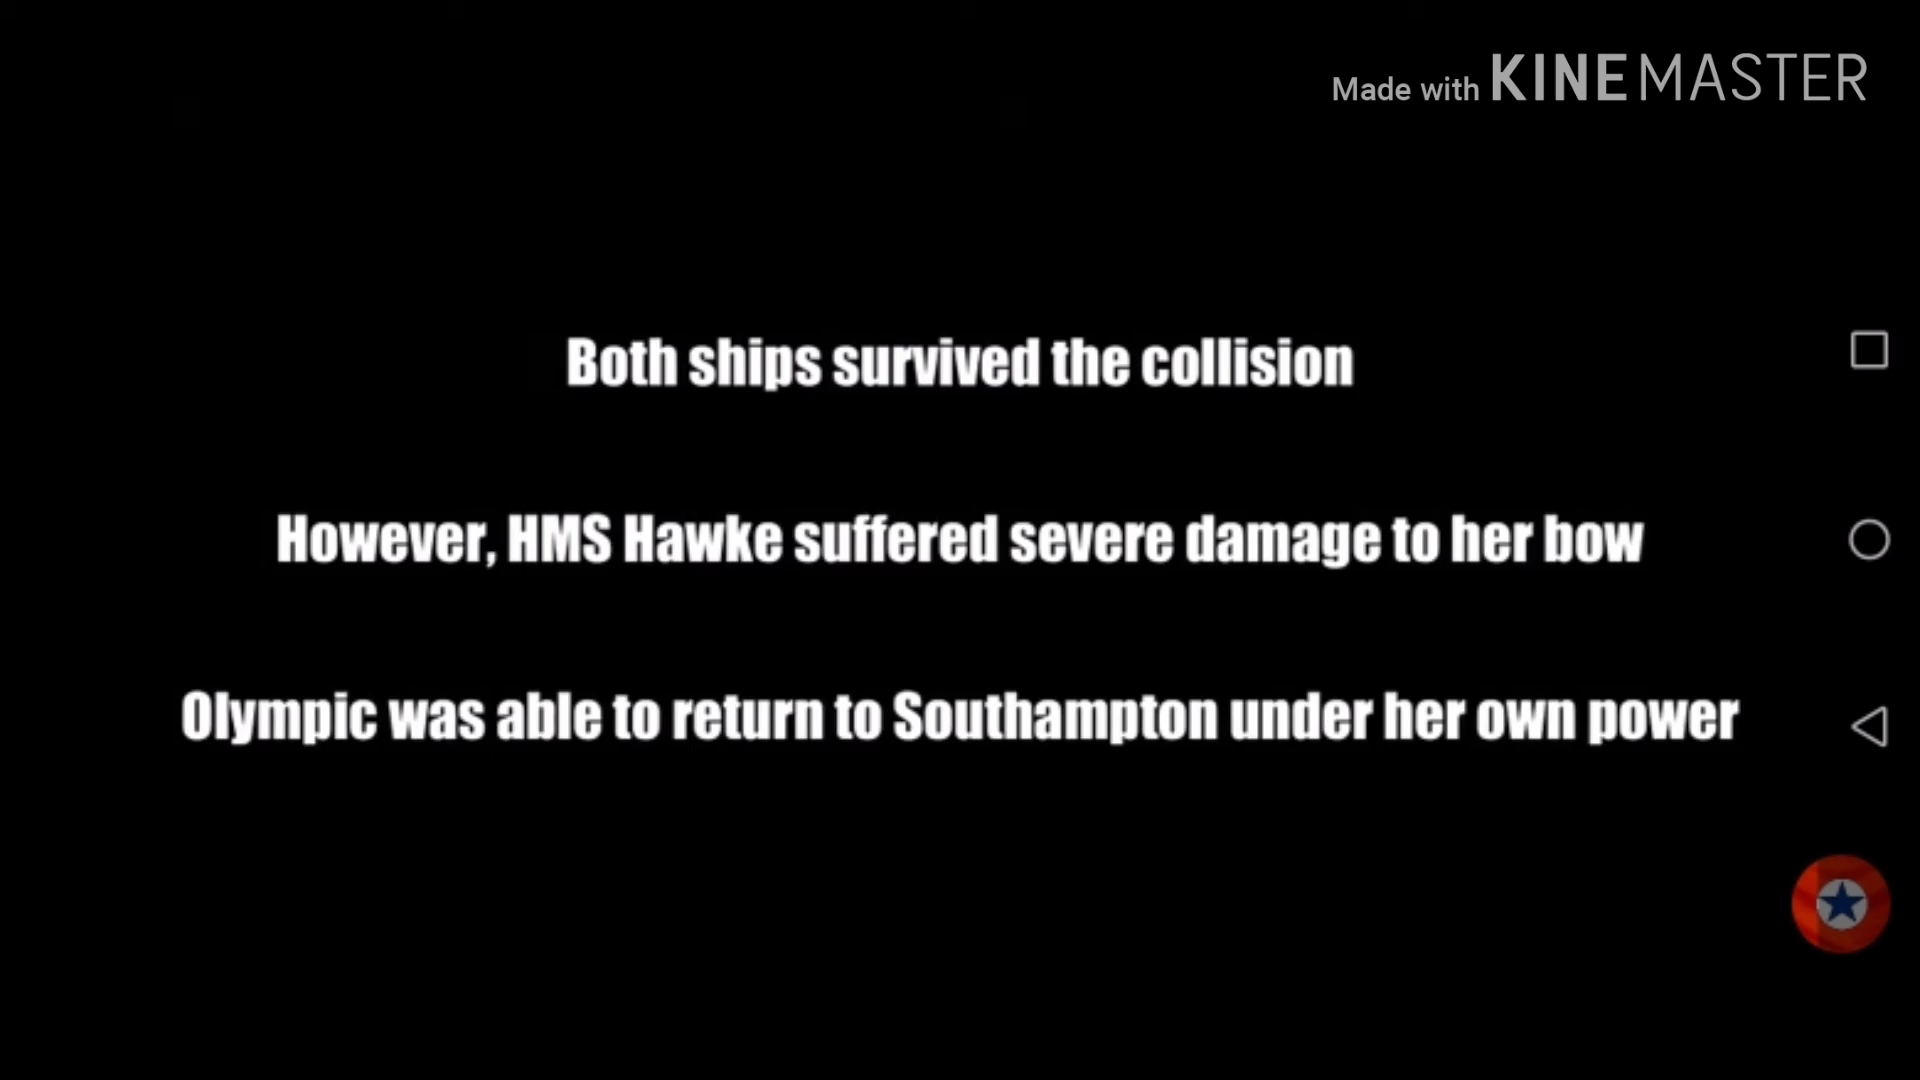 Made with KINEMASTER
Both ships survived the collision
However, HMS Hawke suffered severe damage to her bow
Olympic was able to return to Southampton under her own power